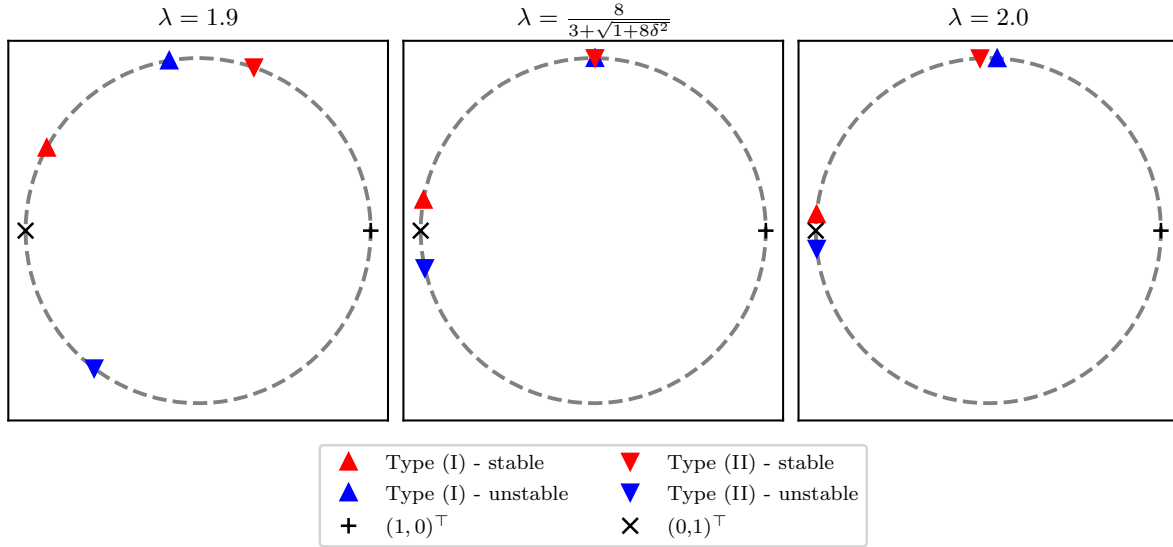 λ = 1.9
λ = 8/(3+√(1+8δ²))
λ = 2.0
Type (I) - stable
Type (II) - stable
Type (I) - unstable
Type (II) - unstable
(1, 0)⊤
(0,1)⊤